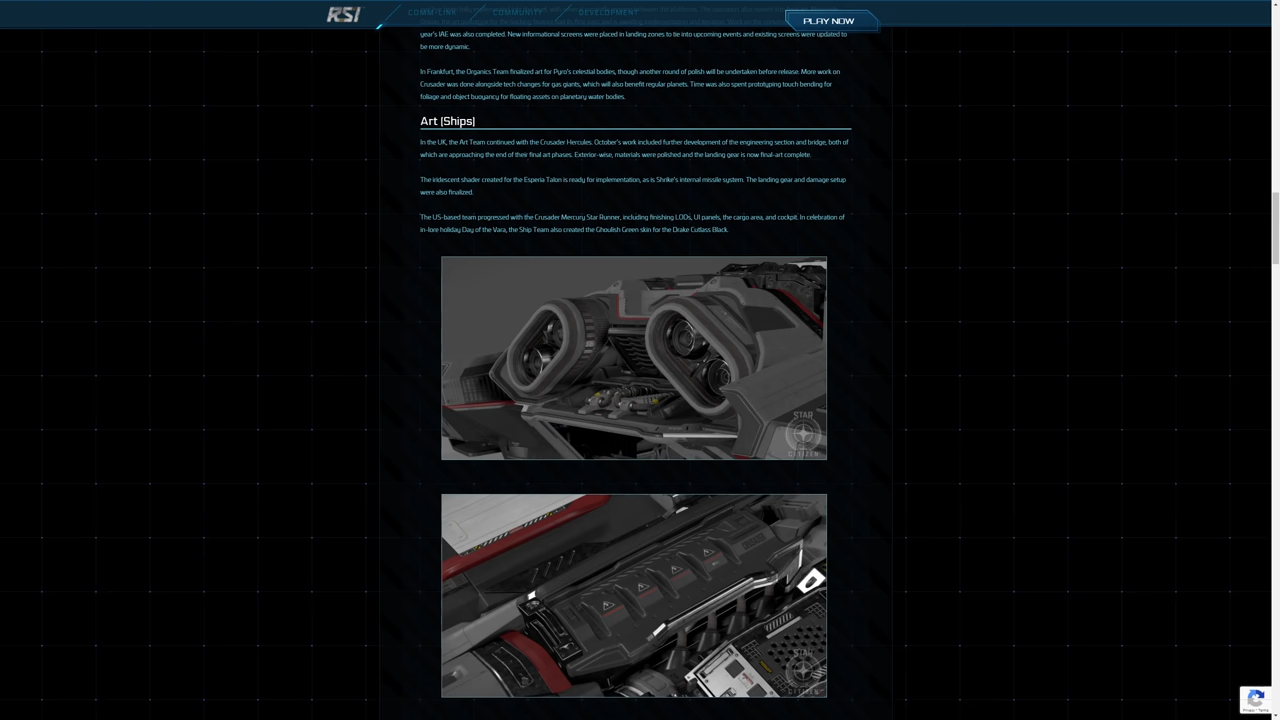 RSI
COMM-LINK
COMMUNITY
DEVELOPMENT
PLAY NOW
year's IAE was also completed. New informational screens were placed in landing zones to tie into upcoming events and existing screens were updated to
be more dynamic.
In Frankfurt, the Organics Team finalized art for Pyro's celestial bodies, though another round of polish will be undertaken before release. More work on
Crusader was done alongside tech changes for gas giants, which will also benefit regular planets. Time was also spent prototyping touch bending for
foliage and object buoyancy for floating assets on planetary water bodies.
Art (Ships)
In the UK, the Art Team continued with the Crusader Hercules. October's work included further development of the engineering section and bridge, both of
which are approaching the end of their final art phases. Exterior-wise, materials were polished and the landing gear is now final-art complete.
The iridescent shader created for the Esperia Talon is ready for implementation, as is Shrike's internal missile system. The landing gear and damage setup
were also finalized.
The US-based team progressed with the Crusader Mercury Star Runner, including finishing LODs, UI panels, the cargo area, and cockpit. In celebration of
in-lore holiday Day of the Vara, the Ship Team also created the Ghoulish Green skin for the Drake Cutlass Black.
STAR
CITIZEN
STAR
CITIZEN
Privacy - Terms